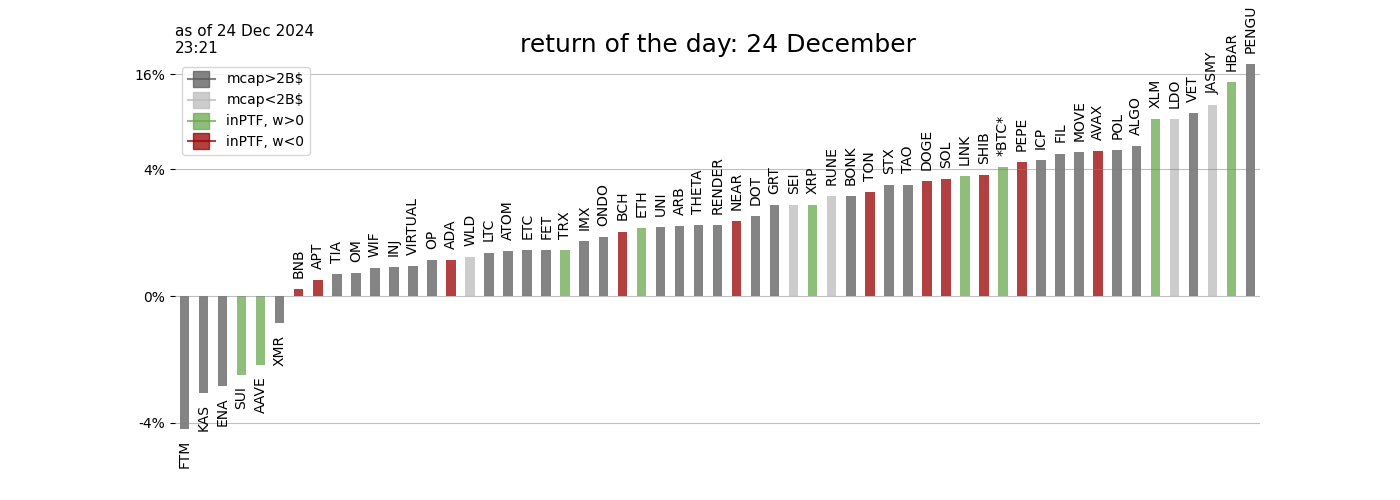 as of 24 Dec 2024
23:21
return of the day: 24 December
mcap>2B$
mcap<2B$
inPTF, w>0
inPTF, w<0
16%
4%
0%
-4%
FTM
KAS
ENA
SUI
AAVE
XMR
BNB
APT
TIA
OM
WIF
INJ
VIRTUAL
OP
ADA
WLD
LTC
ATOM
ETC
FET
TRX
IMX
ONDO
BCH
ETH
UNI
ARB
THETA
RENDER
NEAR
DOT
GRT
SEI
XRP
RUNE
BONK
TON
STX
TAO
DOGE
SOL
LINK
SHIB
*BTC*
PEPE
ICP
FIL
MOVE
AVAX
POL
ALGO
XLM
LDO
VET
JASMY
HBAR
PENGU